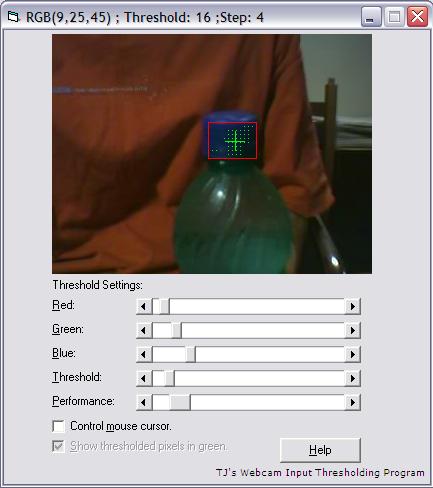 RGB(9,25,45) ; Threshold: 16 ;Step: 4
Threshold Settings:
Red:
Green:
Blue:
Threshold:
Performance:
Control mouse cursor.
Show thresholded pixels in green.
Help
TJ's Webcam Input Thresholding Program